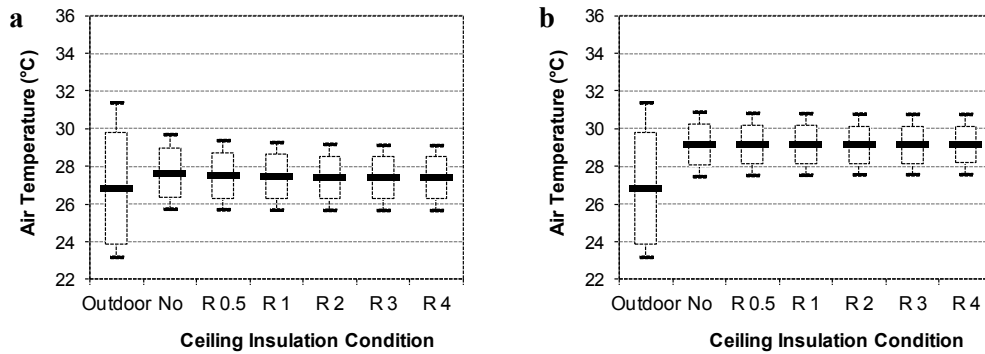 a
Air Temperature (°C)
36
34
32
30
28
26
24
22
Outdoor No R 0.5 R 1 R 2 R 3 R 4
Ceiling Insulation Condition
b
Air Temperature (°C)
36
34
32
30
28
26
24
22
Outdoor No R 0.5 R 1 R 2 R 3 R 4
Ceiling Insulation Condition